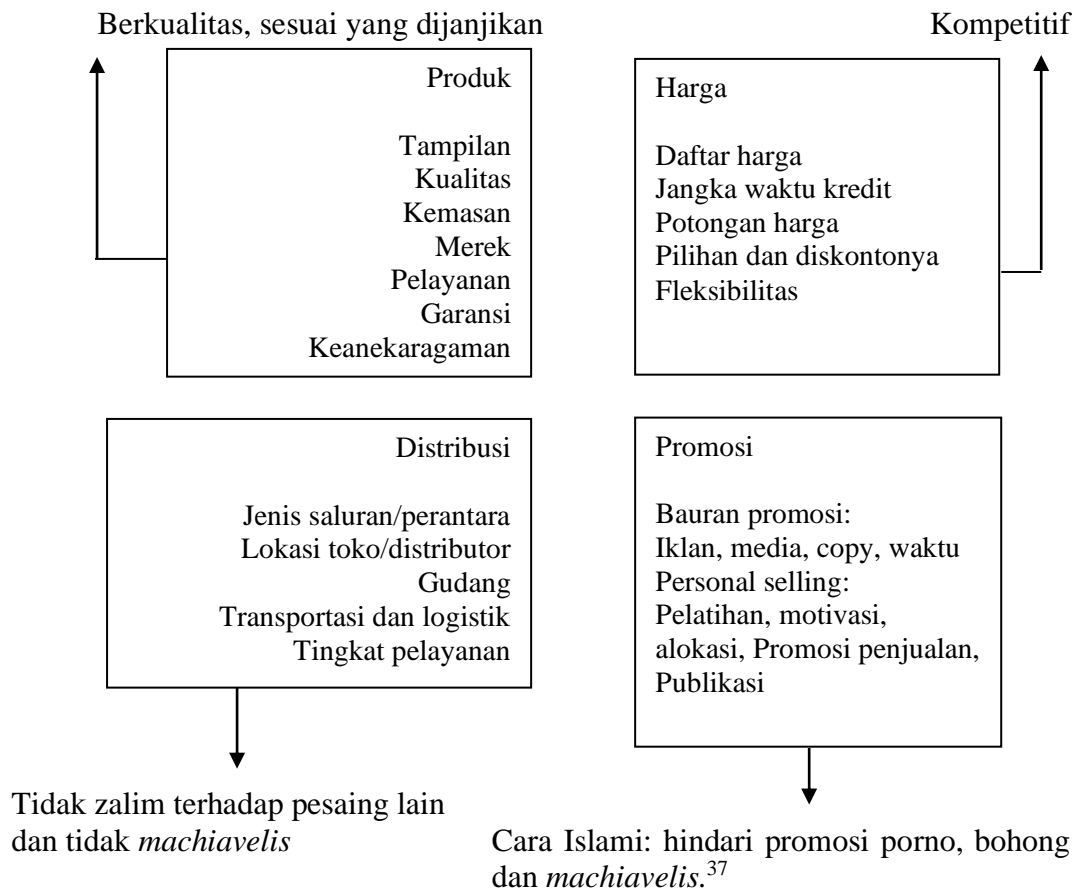 Berkualitas, sesuai yang dijanjikan
Kompetitif
Produk
Tampilan
Kualitas
Kemasan
Merek
Pelayanan
Garansi
Keanekaragaman
Harga
Daftar harga
Jangka waktu kredit
Potongan harga
Pilihan dan diskontonya
Fleksibilitas
Distribusi
Jenis saluran/perantara
Lokasi toko/distributor
Gudang
Transportasi dan logistik
Tingkat pelayanan
Promosi
Bauran promosi:
Iklan, media, copy, waktu
Personal selling:
Pelatihan, motivasi,
alokasi, Promosi penjualan,
Publikasi
Tidak zalim terhadap pesaing lain
dan tidak machiavelis
Cara Islami: hindari promosi porno, bohong
dan machiavelis.³⁷